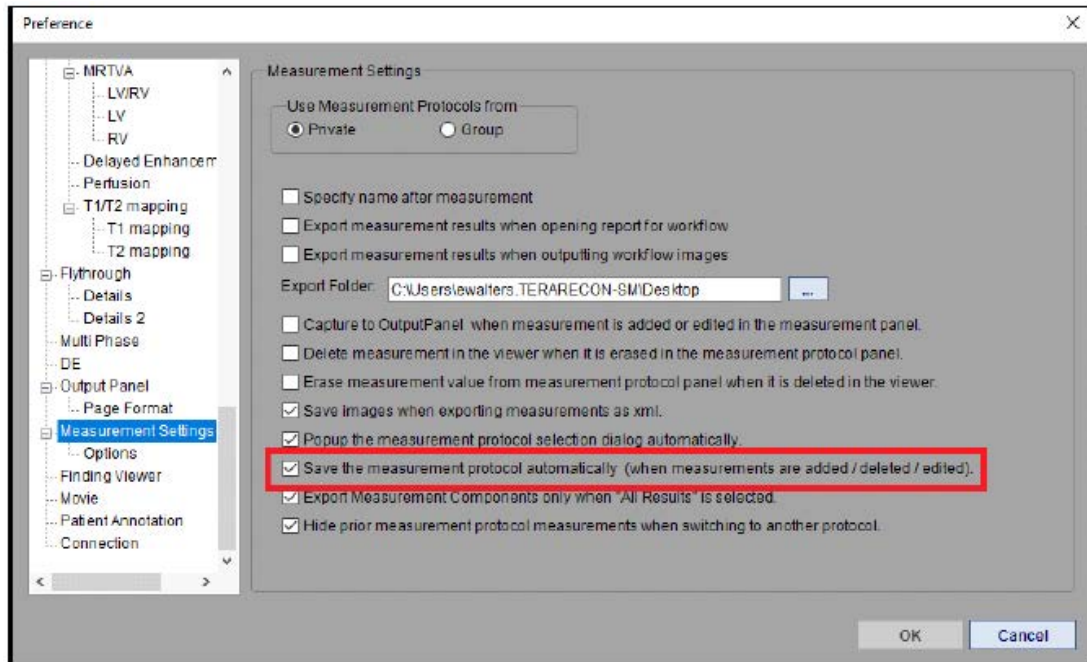 Preference
MRTVA
LV/RV
LV
RV
Delayed Enhancem
Perfusion
T1/T2 mapping
T1 mapping
T2 mapping
Flythrough
Details
Details 2
Multi Phase
DE
Output Panel
Page Format
Measurement Settings
Options
Finding Viewer
Movie
Patient Annotation
Connection
Measurement Settings
Use Measurement Protocols from
Private Group
Specify name after measurement
Export measurement results when opening report for workflow
Export measurement results when outputting workflow images
Export Folder: C:\Users\ewalters.TERARECON-SM\Desktop ...
Capture to OutputPanel when measurement is added or edited in the measurement panel.
Delete measurement in the viewer when it is erased in the measurement protocol panel.
Erase measurement value from measurement protocol panel when it is deleted in the viewer.
Save images when exporting measurements as xml.
Popup the measurement protocol selection dialog automatically.
Save the measurement protocol automatically (when measurements are added / deleted / edited).
Export Measurement Components only when "All Results" is selected.
Hide prior measurement protocol measurements when switching to another protocol.
OK Cancel